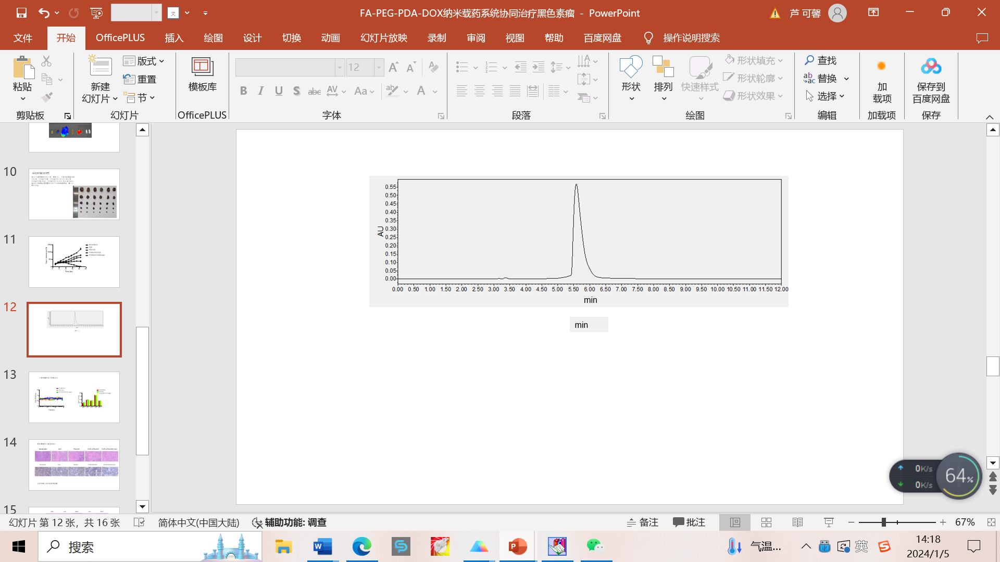 FA-PEG-PDA-DOX纳米载药系统协同治疗黑色素瘤 - PowerPoint
芦 可馨
文件 开始 OfficePLUS 插入 绘图 设计 切换 动画 幻灯片放映 录制 审阅 视图 帮助 百度网盘 操作说明搜索
粘贴
剪贴板
新建
幻灯片
版式
重置
节
幻灯片
模板库
OfficePLUS
12
B I U S abc AV Aa A
字体
段落
形状
排列
快速样式
形状填充
形状轮廓
形状效果
绘图
查找
替换
选择
编辑
加
载项
加载项
保存到
百度网盘
保存
10
11
12
13
14
15
AU
0.55
0.50
0.45
0.40
0.35
0.30
0.25
0.20
0.15
0.10
0.05
0.00
0.00 0.50 1.00 1.50 2.00 2.50 3.00 3.50 4.00 4.50 5.00 5.50 6.00 6.50 7.00 7.50 8.00 8.50 9.00 9.50 10.00 10.50 11.00 11.50 12.00
min
min
0K/s
0K/s
64%
幻灯片 第 12 张，共 16 张
简体中文(中国大陆)
辅助功能: 调查
备注
批注
67%
搜索
气温...
英
14:18
2024/1/5